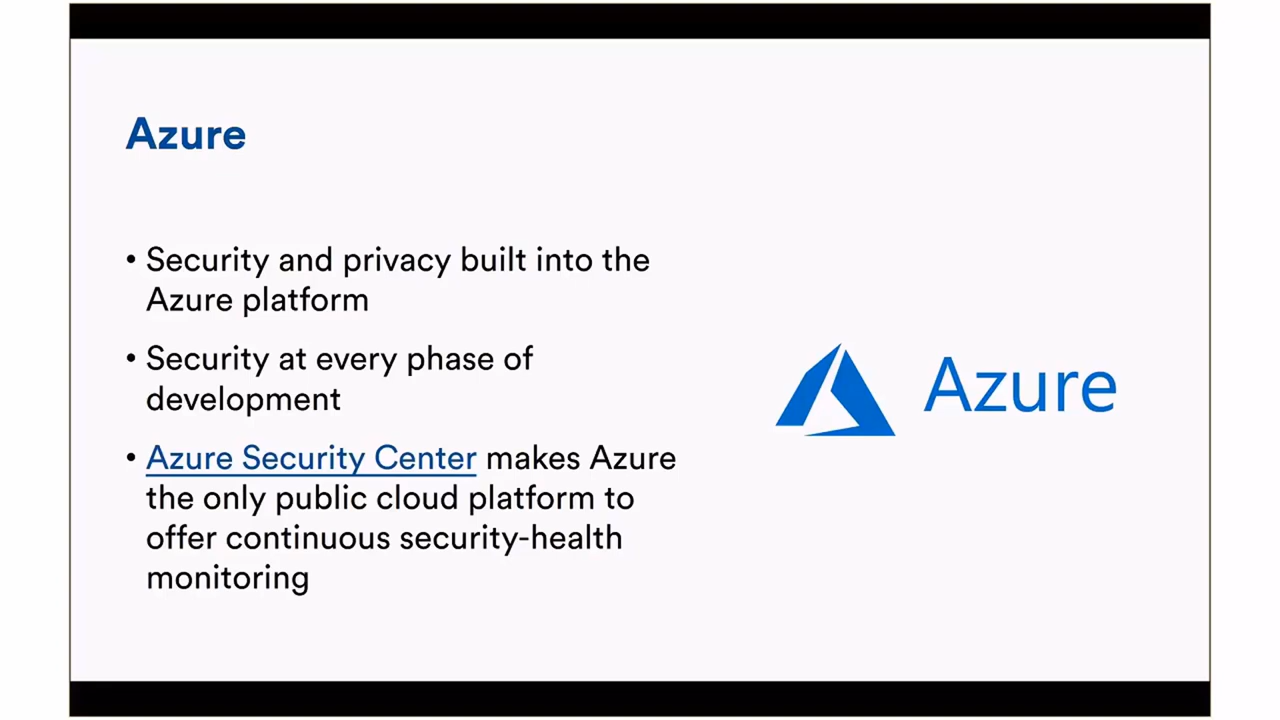 Azure
• Security and privacy built into the
Azure platform
• Security at every phase of
development
• Azure Security Center makes Azure
the only public cloud platform to
offer continuous security-health
monitoring
Azure